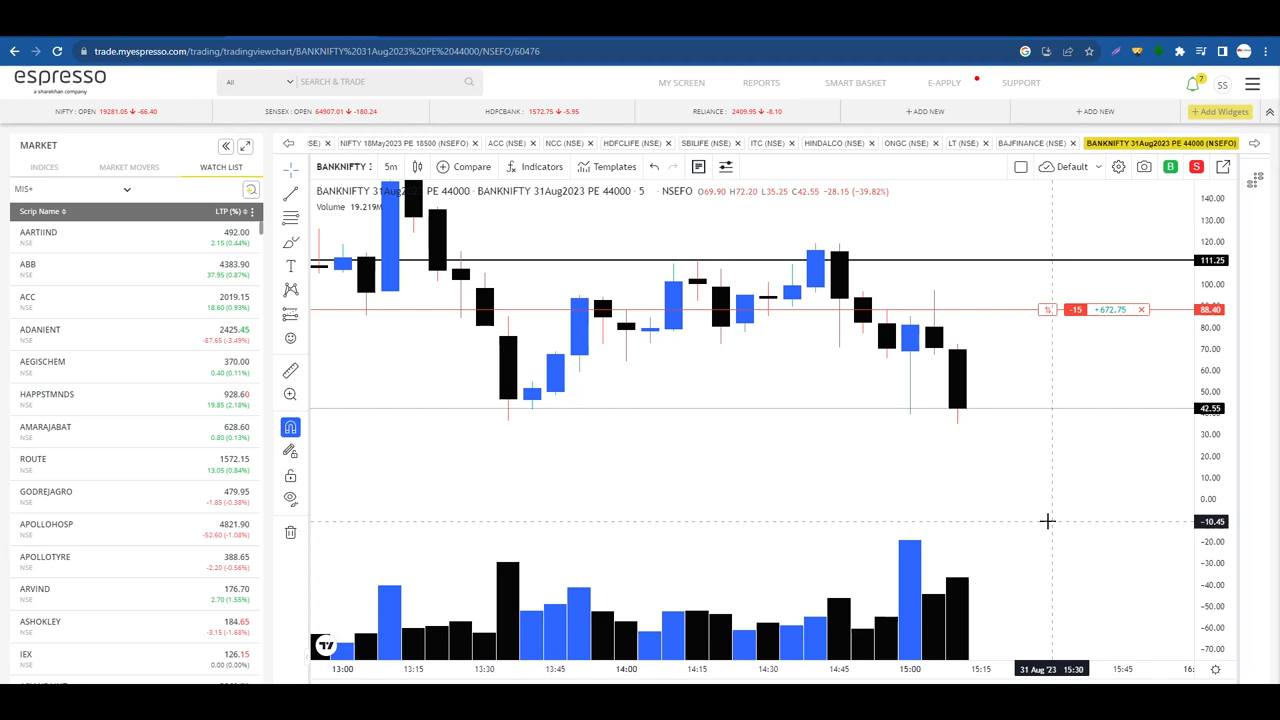 trade.myespresso.com/trading/tradingviewchart/BANKNIFTY%2031Aug2023%20PE%2044000/NSEFO/60476
espresso
a sharekhan company
All
SEARCH & TRADE
MY SCREEN
REPORTS
SMART BASKET
E-APPLY
SUPPORT
7
SS
NIFTY : OPEN 19281.05 -66.40
SENSEX : OPEN 64907.01 -180.24
HDFCBANK : 1572.75 -5.95
RELIANCE : 2409.95 -8.10
+ ADD NEW
+ ADD NEW
+ Add Widgets
MARKET
INDICES
MARKET MOVERS
WATCH LIST
MIS+
Scrip Name
LTP (%)
AARTIIND 492.00
NSE 2.15 (0.44%)
ABB 4383.90
NSE 37.95 (0.87%)
ACC 2019.15
NSE 18.60 (0.93%)
ADANIENT 2425.45
NSE -87.65 (-3.49%)
AEGISCHEM 370.00
NSE 0.40 (0.11%)
HAPPSTMNDS 928.60
NSE 19.85 (2.18%)
AMARAJABAT 628.60
NSE 0.80 (0.13%)
ROUTE 1572.15
NSE 13.05 (0.84%)
GODREJAGRO 479.95
NSE -1.85 (-0.38%)
APOLLOHOSP 4821.90
NSE -52.60 (-1.08%)
APOLLOTYRE 388.65
NSE -2.20 (-0.56%)
ARVIND 176.70
NSE 2.70 (1.55%)
ASHOKLEY 184.65
NSE -3.15 (-1.68%)
IEX 126.15
NSE 0.00 (0.00%)
SE)
NIFTY 18May2023 PE 18500 (NSEFO)
ACC (NSE)
NCC (NSE)
HDFCLIFE (NSE)
SBILIFE (NSE)
ITC (NSE)
HINDALCO (NSE)
ONGC (NSE)
LT (NSE)
BAJFINANCE (NSE)
BANKNIFTY 31Aug2023 PE 44000 (NSEFO)
BANKNIFTY
5m
Compare
Indicators
Templates
Default
B
S
BANKNIFTY 31Aug2023 PE 44000 · BANKNIFTY 31Aug2023 PE 44000 · 5 · NSEFO O69.90 H72.20 L35.25 C42.55 -28.15 (-39.82%)
Volume 19.219M
140.00
130.00
120.00
111.25
100.00
-15 +672.75
88.40
80.00
70.00
60.00
50.00
42.55
30.00
20.00
10.00
0.00
−10.45
−20.00
−30.00
−40.00
−50.00
−60.00
−70.00
13:00
13:15
13:30
13:45
14:00
14:15
14:30
14:45
15:00
15:15
31 Aug '23 15:30
15:45
16: